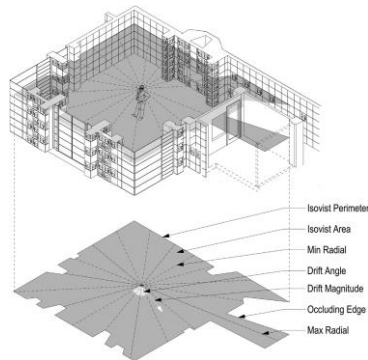 Isovist Perimeter
Isovist Area
Min Radial
Drift Angle
Drift Magnitude
Occluding Edge
Max Radial